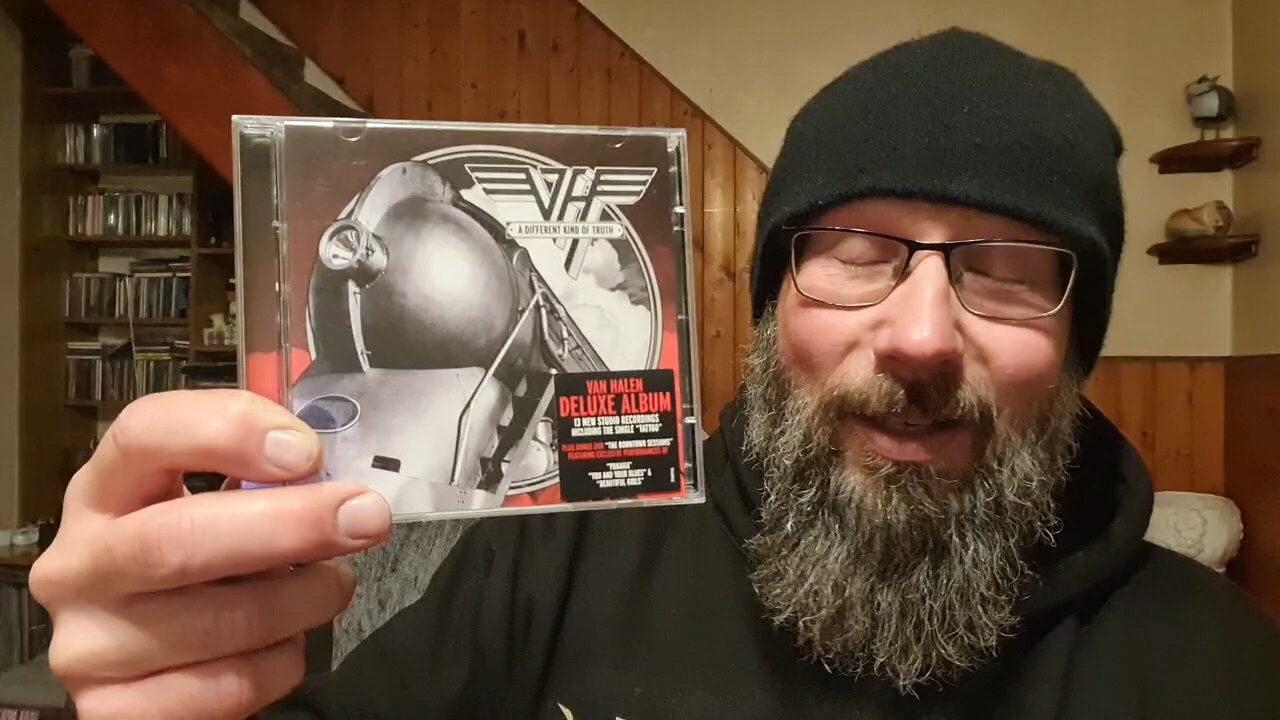 VH
A DIFFERENT KIND OF TRUTH
VAN HALEN
DELUXE ALBUM
13 NEW STUDIO RECORDINGS
INCLUDING THE SINGLE "TATTOO"
PLUS BONUS DVD "THE DOWNTOWN SESSIONS"
FEATURING EXCLUSIVE PERFORMANCES OF
"PANAMA"
"YOU AND YOUR BLUES" &
"BEAUTIFUL GIRLS"